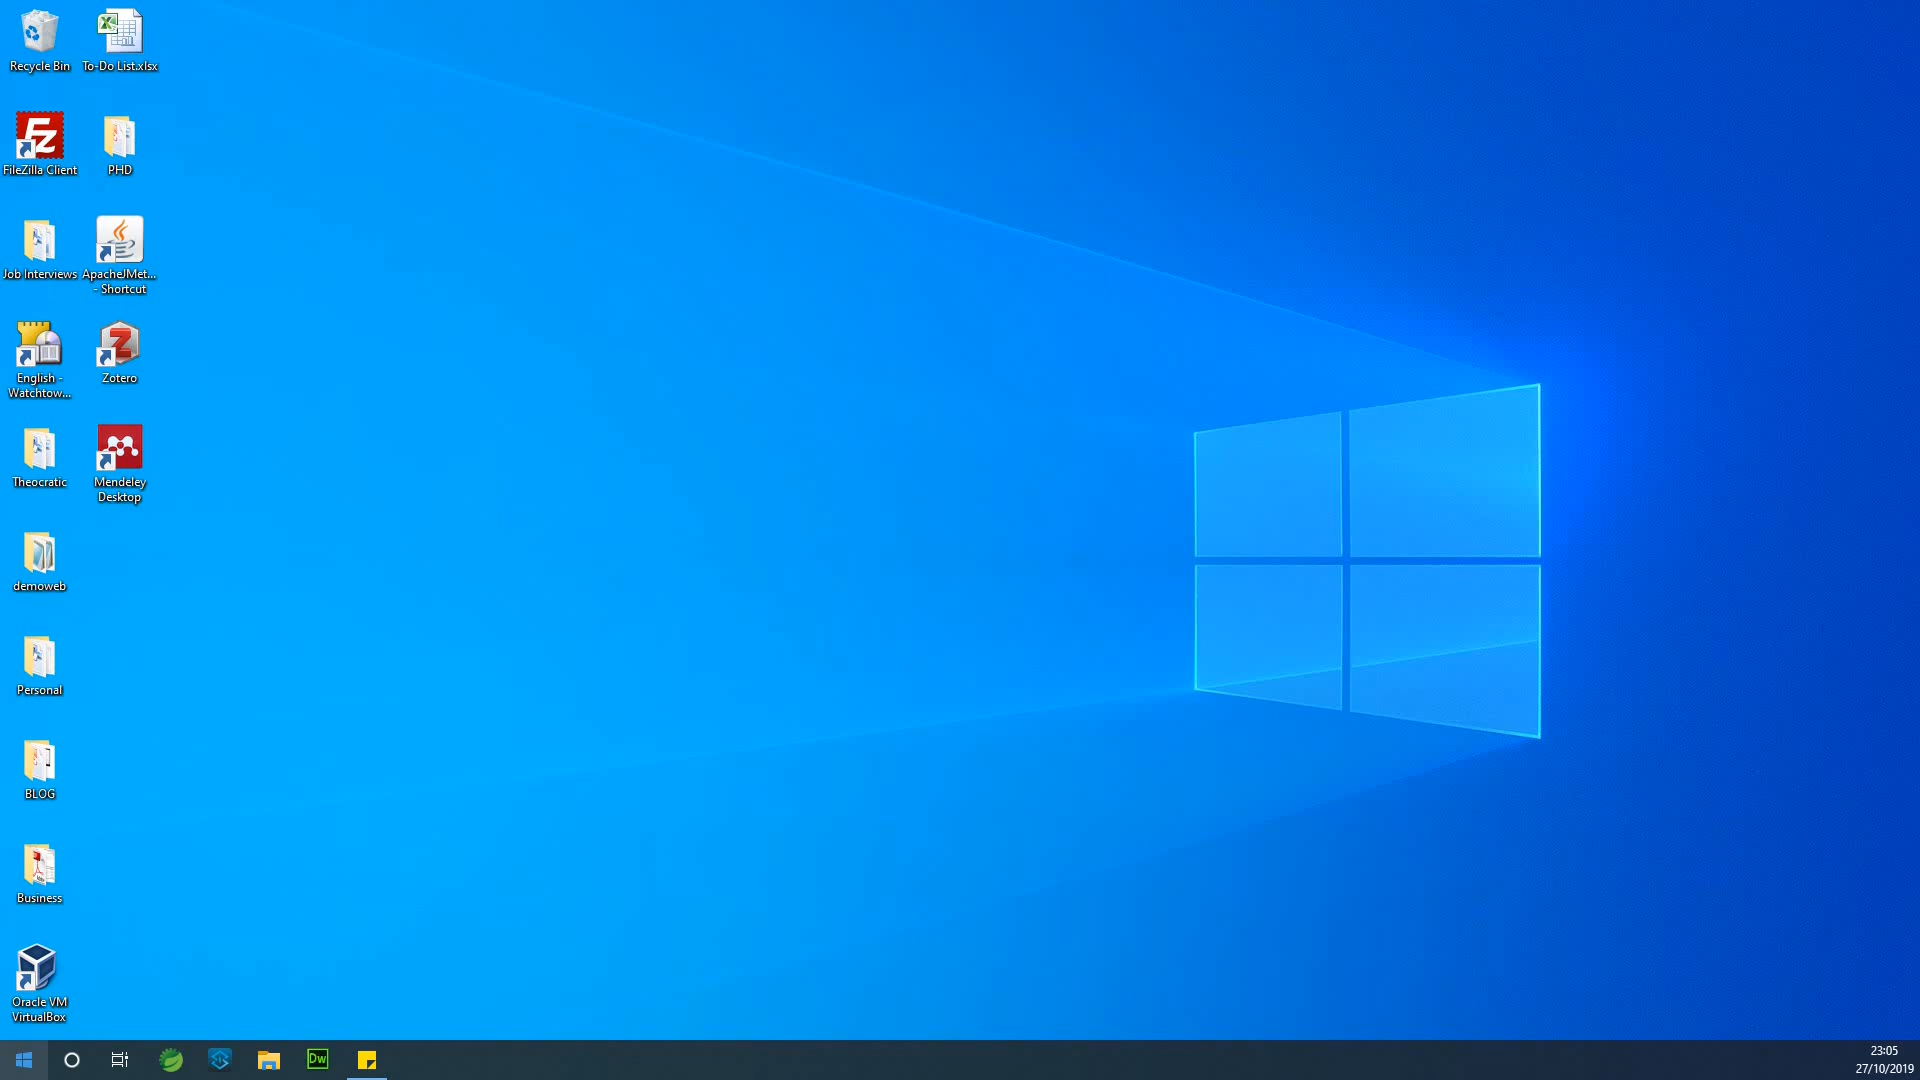 Recycle Bin
To-Do List.xlsx
FileZilla Client
PHD
Job Interviews
ApacheJMet...
- Shortcut
English -
Watchtow...
Zotero
Theocratic
Mendeley
Desktop
demoweb
Personal
BLOG
Business
Oracle VM
VirtualBox
Dw
23:05
27/10/2019